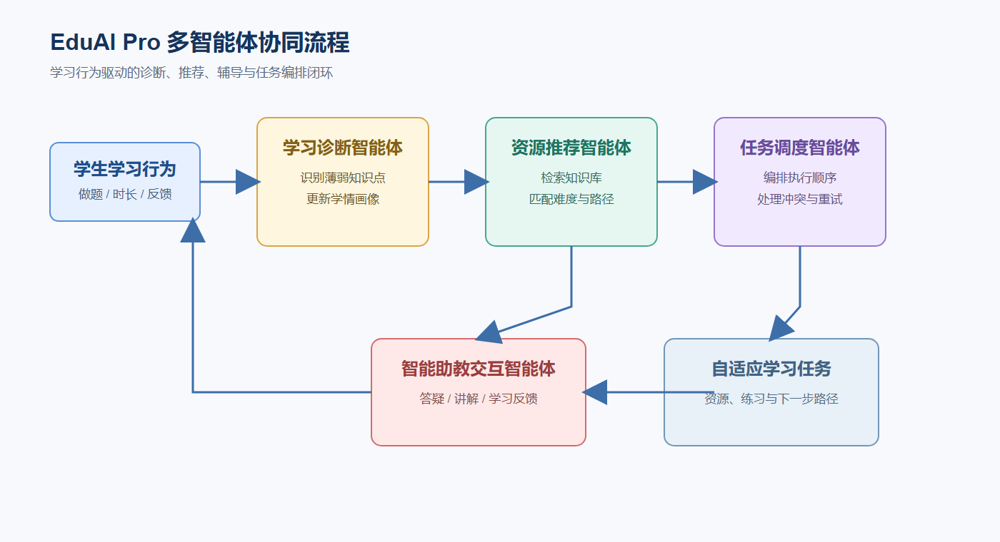 EduAI Pro 多智能体协同流程
学习行为驱动的诊断、推荐、辅导与任务编排闭环
学生学习行为
做题 / 时长 / 反馈
学习诊断智能体
识别薄弱知识点
更新学情画像
资源推荐智能体
检索知识库
匹配难度与路径
任务调度智能体
编排执行顺序
处理冲突与重试
智能助教交互智能体
答疑 / 讲解 / 学习反馈
自适应学习任务
资源、练习与下一步路径